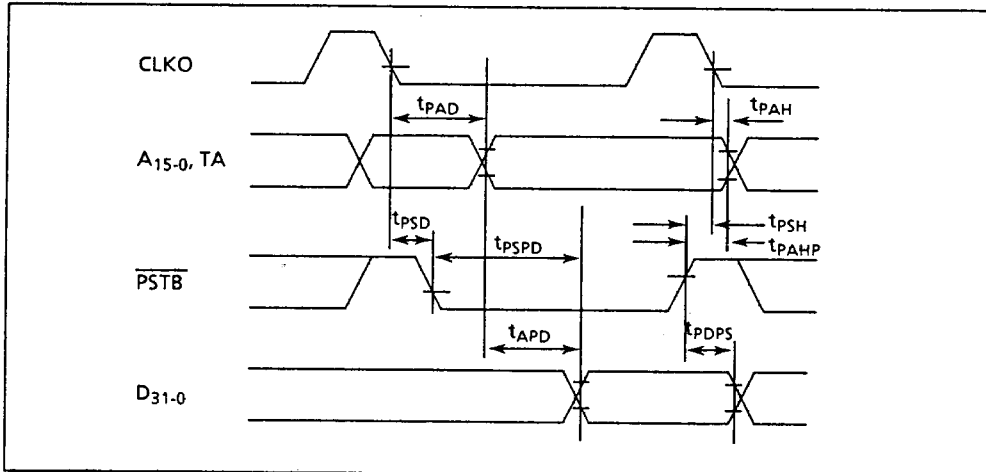 CLKO
tPAD
tPAH
A15-0, TA
tPSD
tPSPD
tPSH
tPAHP
PSTB
tAPD
tPDPS
D31-0